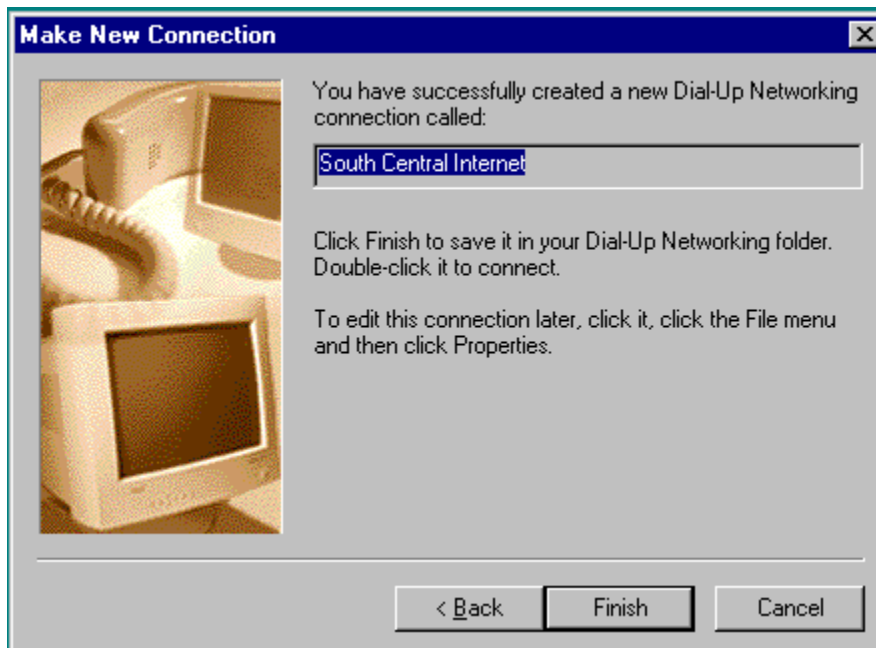 Make New Connection
You have successfully created a new Dial-Up Networking
connection called:
South Central Internet
Click Finish to save it in your Dial-Up Networking folder.
Double-click it to connect.
To edit this connection later, click it, click the File menu
and then click Properties.
< Back
Finish
Cancel